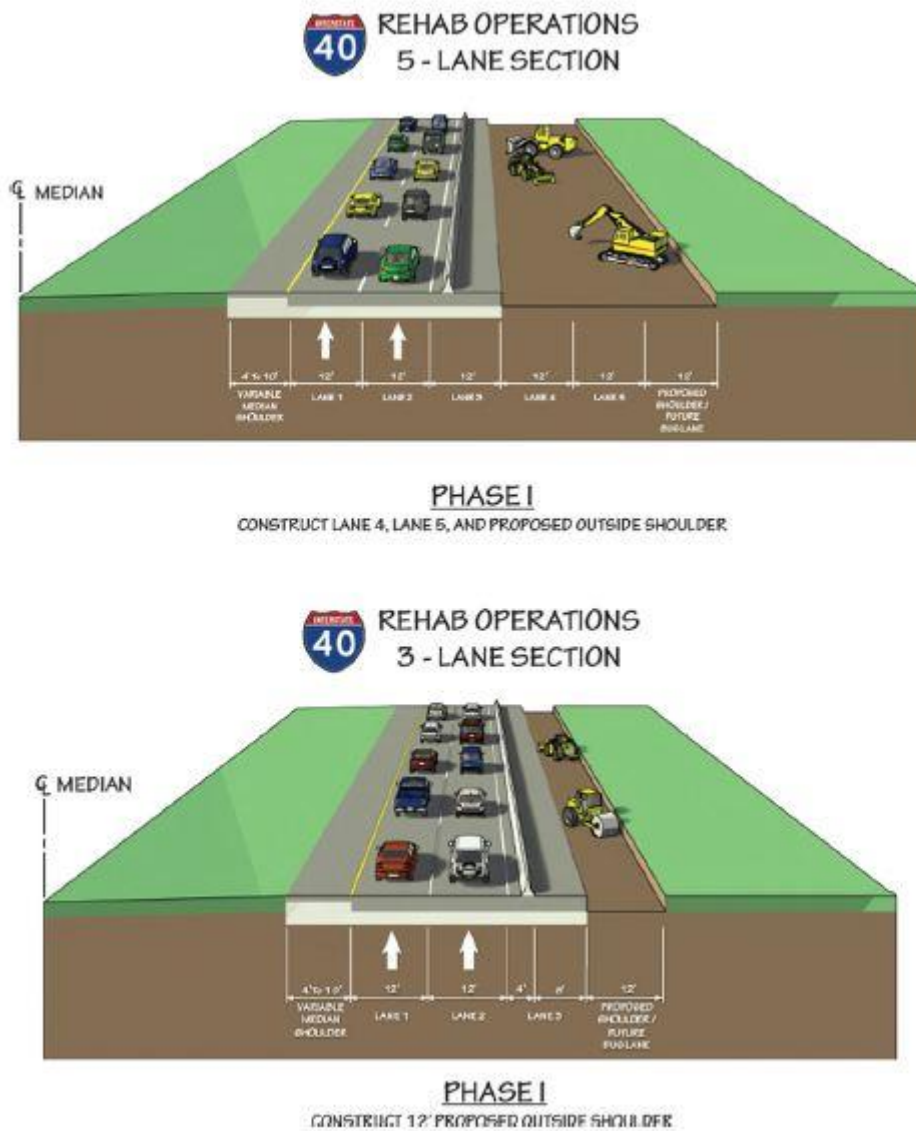 INTERSTATE
40
REHAB OPERATIONS
5 - LANE SECTION
℄ MEDIAN
4' to 10'
12'
12'
12'
12'
12'
12'
VARIABLE
MEDIAN
SHOULDER
LANE 1
LANE 2
LANE 3
LANE 4
LANE 5
PROPOSED
SHOULDER /
FUTURE
BUS LANE
PHASE I
CONSTRUCT LANE 4, LANE 5, AND PROPOSED OUTSIDE SHOULDER
INTERSTATE
40
REHAB OPERATIONS
3 - LANE SECTION
℄ MEDIAN
4' to 10'
12'
12'
4'
8'
12'
VARIABLE
MEDIAN
SHOULDER
LANE 1
LANE 2
LANE 3
PROPOSED
SHOULDER /
FUTURE
BUS LANE
PHASE I
CONSTRUCT 12' PROPOSED OUTSIDE SHOULDER